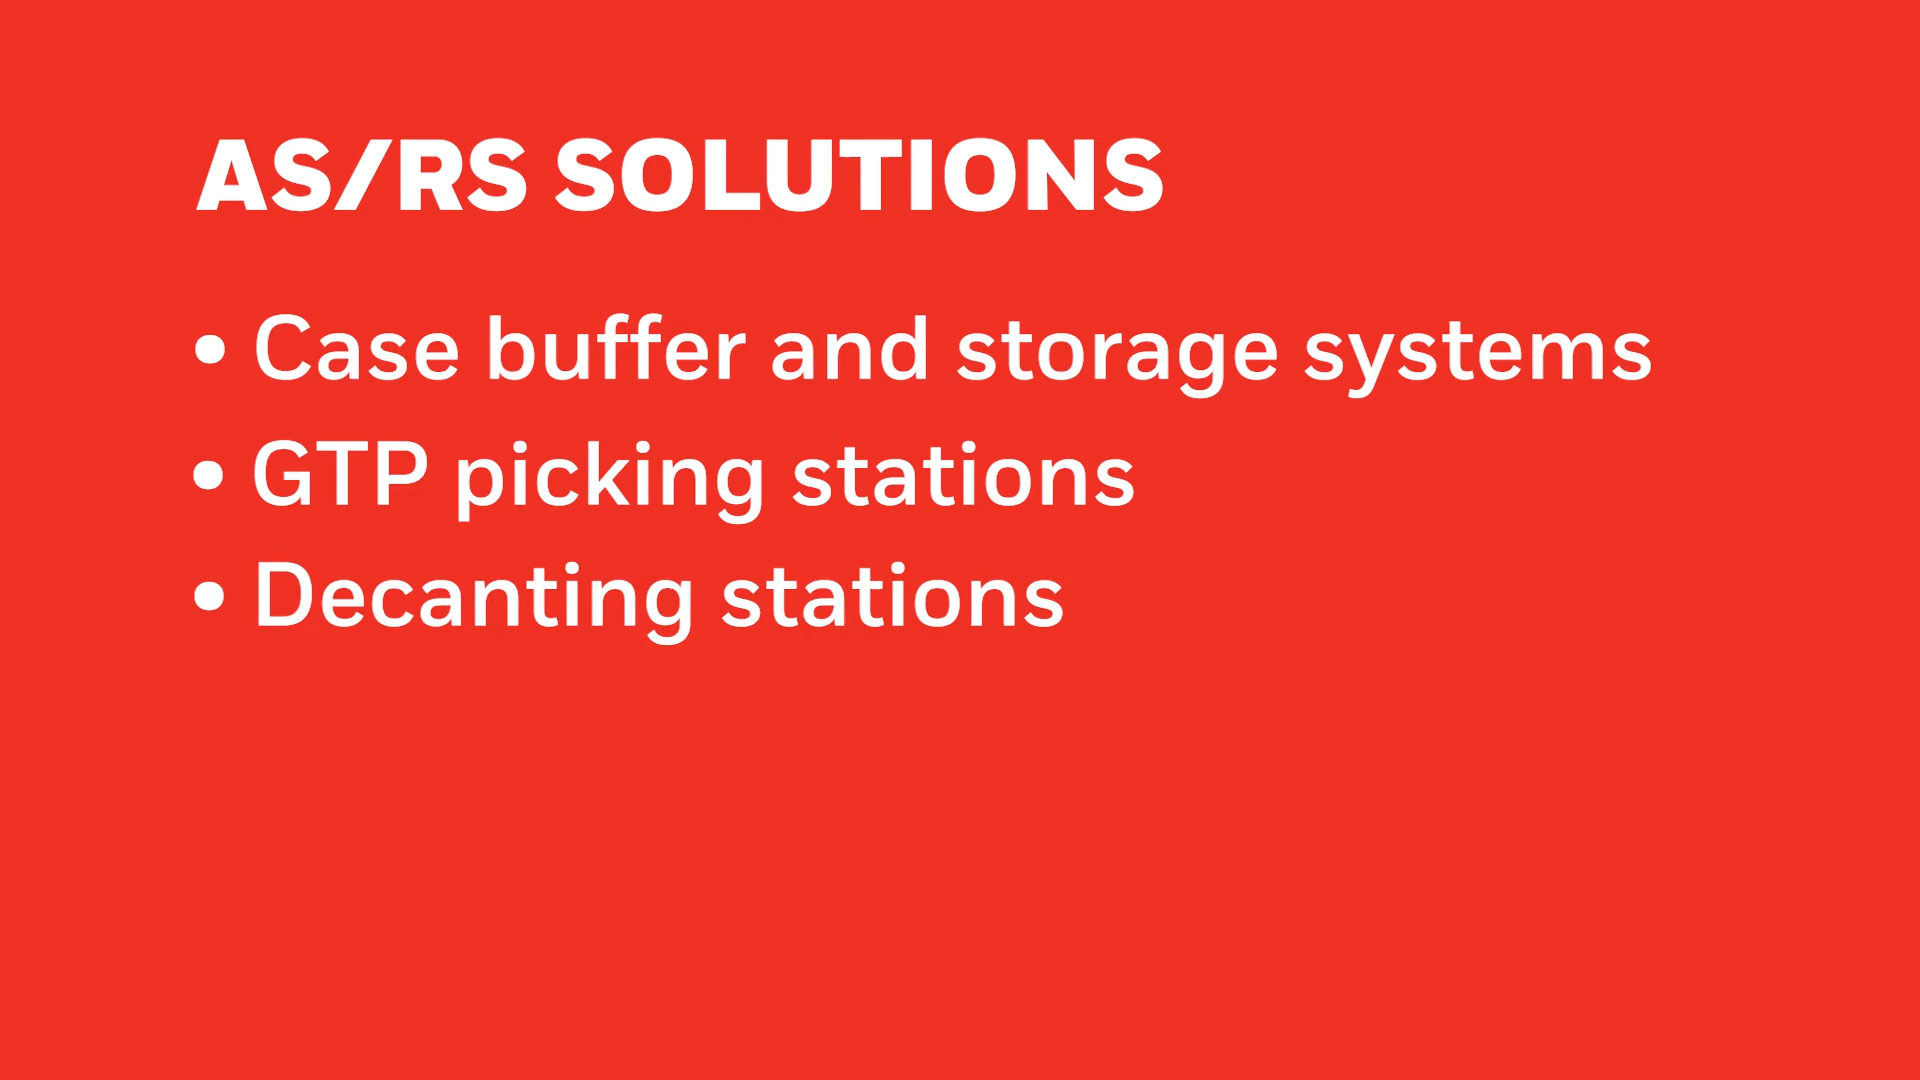 AS/RS SOLUTIONS
• Case buffer and storage systems
• GTP picking stations
• Decanting stations